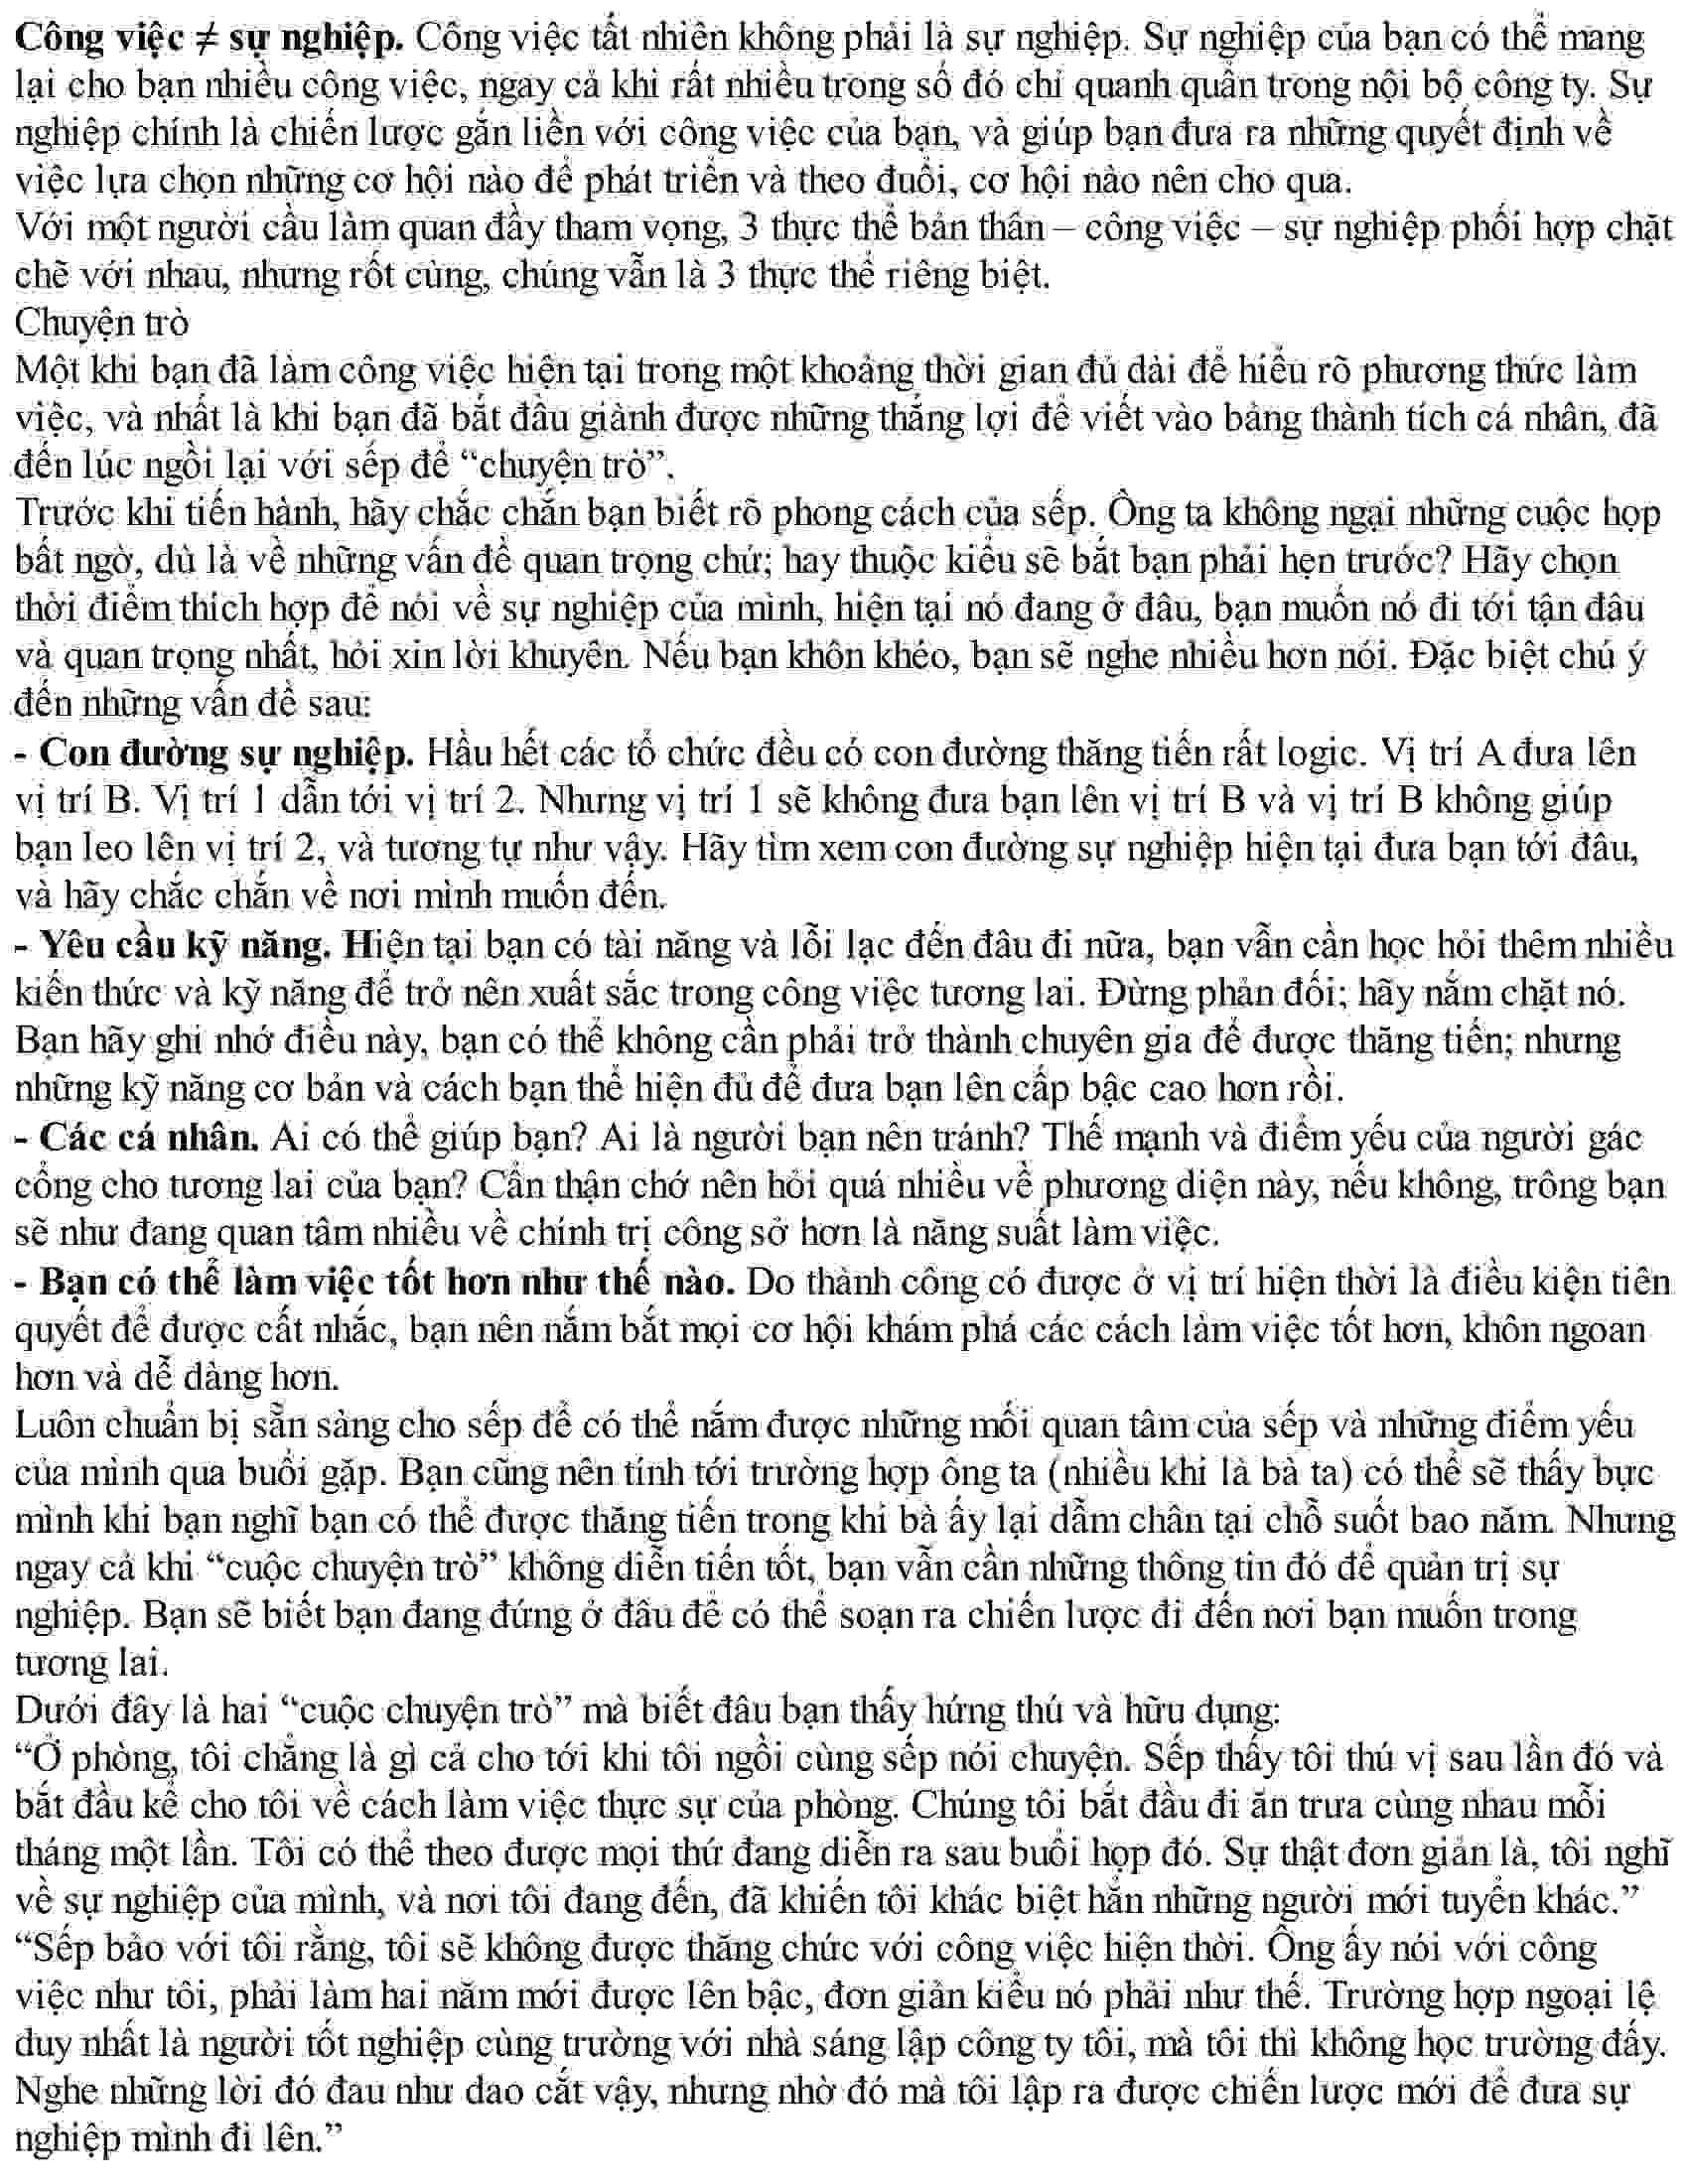 Công việc ≠ sự nghiệp. Công việc tất nhiên không phải là sự nghiệp. Sự nghiệp của bạn có thể mang
lại cho bạn nhiều công việc, ngay cả khi rất nhiều trong số đó chỉ quanh quẩn trong nội bộ công ty. Sự
nghiệp chính là chiến lược gắn liền với công việc của bạn, và giúp bạn đưa ra những quyết định về
việc lựa chọn những cơ hội nào để phát triển và theo đuổi, cơ hội nào nên cho qua.
Với một người cầu làm quan đầy tham vọng, 3 thực thể bản thân – công việc – sự nghiệp phối hợp chặt
chẽ với nhau, nhưng rốt cùng, chúng vẫn là 3 thực thể riêng biệt.
Chuyện trò
Một khi bạn đã làm công việc hiện tại trong một khoảng thời gian đủ dài để hiểu rõ phương thức làm
việc, và nhất là khi bạn đã bắt đầu giành được những thắng lợi để viết vào bảng thành tích cá nhân, đã
đến lúc ngồi lại với sếp để “chuyện trò”.
Trước khi tiến hành, hãy chắc chắn bạn biết rõ phong cách của sếp. Ông ta không ngại những cuộc họp
bất ngờ, dù là về những vấn đề quan trọng chứ; hay thuộc kiểu sẽ bắt bạn phải hẹn trước? Hãy chọn
thời điểm thích hợp để nói về sự nghiệp của mình, hiện tại nó đang ở đâu, bạn muốn nó đi tới tận đâu
và quan trọng nhất, hỏi xin lời khuyên. Nếu bạn khôn khéo, bạn sẽ nghe nhiều hơn nói. Đặc biệt chú ý
đến những vấn đề sau:
- Con đường sự nghiệp. Hầu hết các tổ chức đều có con đường thăng tiến rất logic. Vị trí A đưa lên
vị trí B. Vị trí 1 dẫn tới vị trí 2. Nhưng vị trí 1 sẽ không đưa bạn lên vị trí B và vị trí B không giúp
bạn leo lên vị trí 2, và tương tự như vậy. Hãy tìm xem con đường sự nghiệp hiện tại đưa bạn tới đâu,
và hãy chắc chắn về nơi mình muốn đến.
- Yêu cầu kỹ năng. Hiện tại bạn có tài năng và lỗi lạc đến đâu đi nữa, bạn vẫn cần học hỏi thêm nhiều
kiến thức và kỹ năng để trở nên xuất sắc trong công việc tương lai. Đừng phản đối; hãy nắm chặt nó.
Bạn hãy ghi nhớ điều này, bạn có thể không cần phải trở thành chuyên gia để được thăng tiến; nhưng
những kỹ năng cơ bản và cách bạn thể hiện đủ để đưa bạn lên cấp bậc cao hơn rồi.
- Các cá nhân. Ai có thể giúp bạn? Ai là người bạn nên tránh? Thế mạnh và điểm yếu của người gác
cổng cho tương lai của bạn? Cẩn thận chớ nên hỏi quá nhiều về phương diện này, nếu không, trông bạn
sẽ như đang quan tâm nhiều về chính trị công sở hơn là năng suất làm việc.
- Bạn có thể làm việc tốt hơn như thế nào. Do thành công có được ở vị trí hiện thời là điều kiện tiên
quyết để được cất nhắc, bạn nên nắm bắt mọi cơ hội khám phá các cách làm việc tốt hơn, khôn ngoan
hơn và dễ dàng hơn.
Luôn chuẩn bị sẵn sàng cho sếp để có thể nắm được những mối quan tâm của sếp và những điểm yếu
của mình qua buổi gặp. Bạn cũng nên tính tới trường hợp ông ta (nhiều khi là bà ta) có thể sẽ thấy bực
mình khi bạn nghĩ bạn có thể được thăng tiến trong khi bà ấy lại dẫm chân tại chỗ suốt bao năm. Nhưng
ngay cả khi “cuộc chuyện trò” không diễn tiến tốt, bạn vẫn cần những thông tin đó để quản trị sự
nghiệp. Bạn sẽ biết bạn đang đứng ở đâu để có thể soạn ra chiến lược đi đến nơi bạn muốn trong
tương lai.
Dưới đây là hai “cuộc chuyện trò” mà biết đâu bạn thấy hứng thú và hữu dụng:
“Ở phòng, tôi chẳng là gì cả cho tới khi tôi ngồi cùng sếp nói chuyện. Sếp thấy tôi thú vị sau lần đó và
bắt đầu kể cho tôi về cách làm việc thực sự của phòng. Chúng tôi bắt đầu đi ăn trưa cùng nhau mỗi
tháng một lần. Tôi có thể theo được mọi thứ đang diễn ra sau buổi họp đó. Sự thật đơn giản là, tôi nghĩ
về sự nghiệp của mình, và nơi tôi đang đến, đã khiến tôi khác biệt hẳn những người mới tuyển khác.”
“Sếp bảo với tôi rằng, tôi sẽ không được thăng chức với công việc hiện thời. Ông ấy nói với công
việc như tôi, phải làm hai năm mới được lên bậc, đơn giản kiểu nó phải như thế. Trường hợp ngoại lệ
duy nhất là người tốt nghiệp cùng trường với nhà sáng lập công ty tôi, mà tôi thì không học trường đấy.
Nghe những lời đó đau như dao cắt vậy, nhưng nhờ đó mà tôi lập ra được chiến lược mới để đưa sự
nghiệp mình đi lên.”